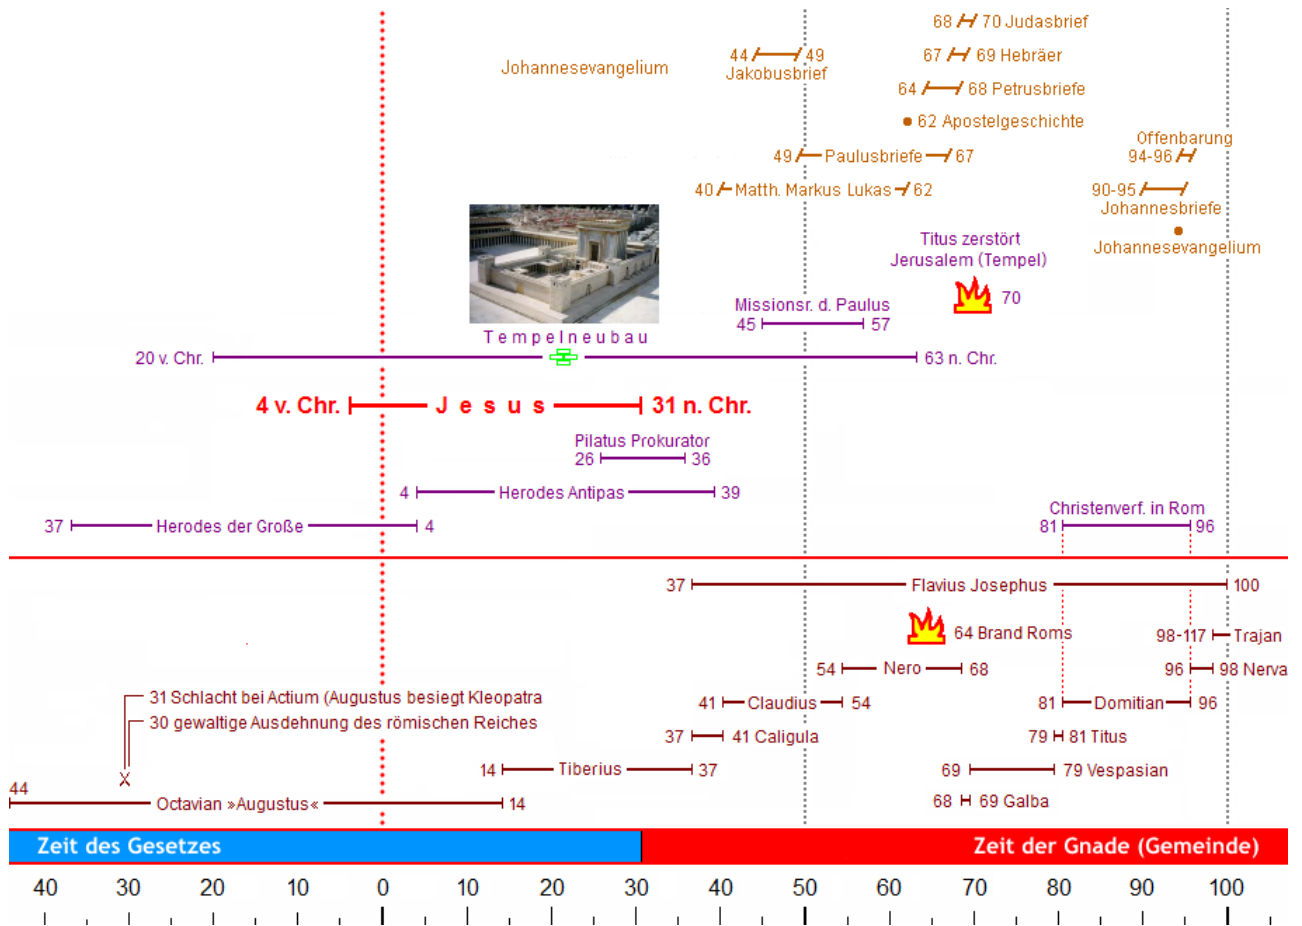 68 70 Judasbrief
44 49
67 69 Hebräer
Johannesevangelium
Jakobusbrief
64 68 Petrusbriefe
62 Apostelgeschichte
Offenbarung
49 Paulusbriefe 67
94-96
40 Matth. Markus Lukas 62
90-95
Johannesbriefe
Titus zerstört
Jerusalem (Tempel)
Johannesevangelium
70
Missionsr. d. Paulus
45 57
Tempelneubau
20 v. Chr. 63 n. Chr.
4 v. Chr. Jesus 31 n. Chr.
Pilatus Prokurator
26 36
4 Herodes Antipas 39
Christenverf. in Rom
37 Herodes der Große 4
81 96
37 Flavius Josephus 100
64 Brand Roms
98-117 Trajan
54 Nero 68
96 98 Nerva
31 Schlacht bei Actium (Augustus besiegt Kleopatra
41 Claudius 54
81 Domitian 96
30 gewaltige Ausdehnung des römischen Reiches
37 41 Caligula
79 81 Titus
14 Tiberius 37
69 79 Vespasian
44
Octavian »Augustus« 14
68 69 Galba
Zeit des Gesetzes Zeit der Gnade (Gemeinde)
40 30 20 10 0 10 20 30 40 50 60 70 80 90 100